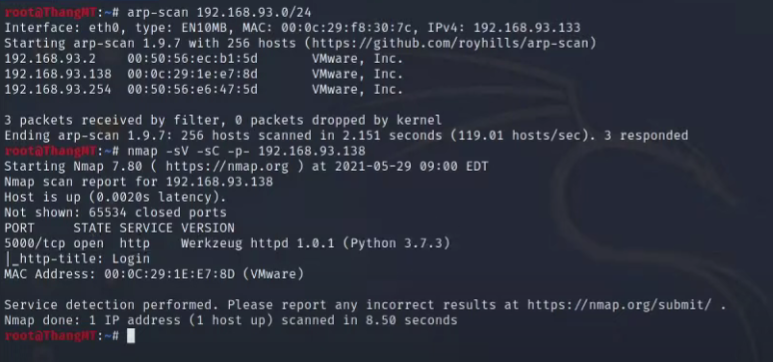 root@ThangMT:~# arp-scan 192.168.93.0/24
Interface: eth0, type: EN10MB, MAC: 00:0c:29:f8:30:7c, IPv4: 192.168.93.133
Starting arp-scan 1.9.7 with 256 hosts (https://github.com/royhills/arp-scan)
192.168.93.2    00:50:56:ec:b1:5d       VMware, Inc.
192.168.93.138  00:0c:29:1e:e7:8d       VMware, Inc.
192.168.93.254  00:50:56:e6:47:5d       VMware, Inc.
3 packets received by filter, 0 packets dropped by kernel
Ending arp-scan 1.9.7: 256 hosts scanned in 2.151 seconds (119.01 hosts/sec). 3 responded
root@ThangMT:~# nmap -sV -sC -p- 192.168.93.138
Starting Nmap 7.80 ( https://nmap.org ) at 2021-05-29 09:00 EDT
Nmap scan report for 192.168.93.138
Host is up (0.0020s latency).
Not shown: 65534 closed ports
PORT     STATE SERVICE VERSION
5000/tcp open  http    Werkzeug httpd 1.0.1 (Python 3.7.3)
|_http-title: Login
MAC Address: 00:0C:29:1E:E7:8D (VMware)
Service detection performed. Please report any incorrect results at https://nmap.org/submit/ .
Nmap done: 1 IP address (1 host up) scanned in 8.50 seconds
root@ThangMT:~#